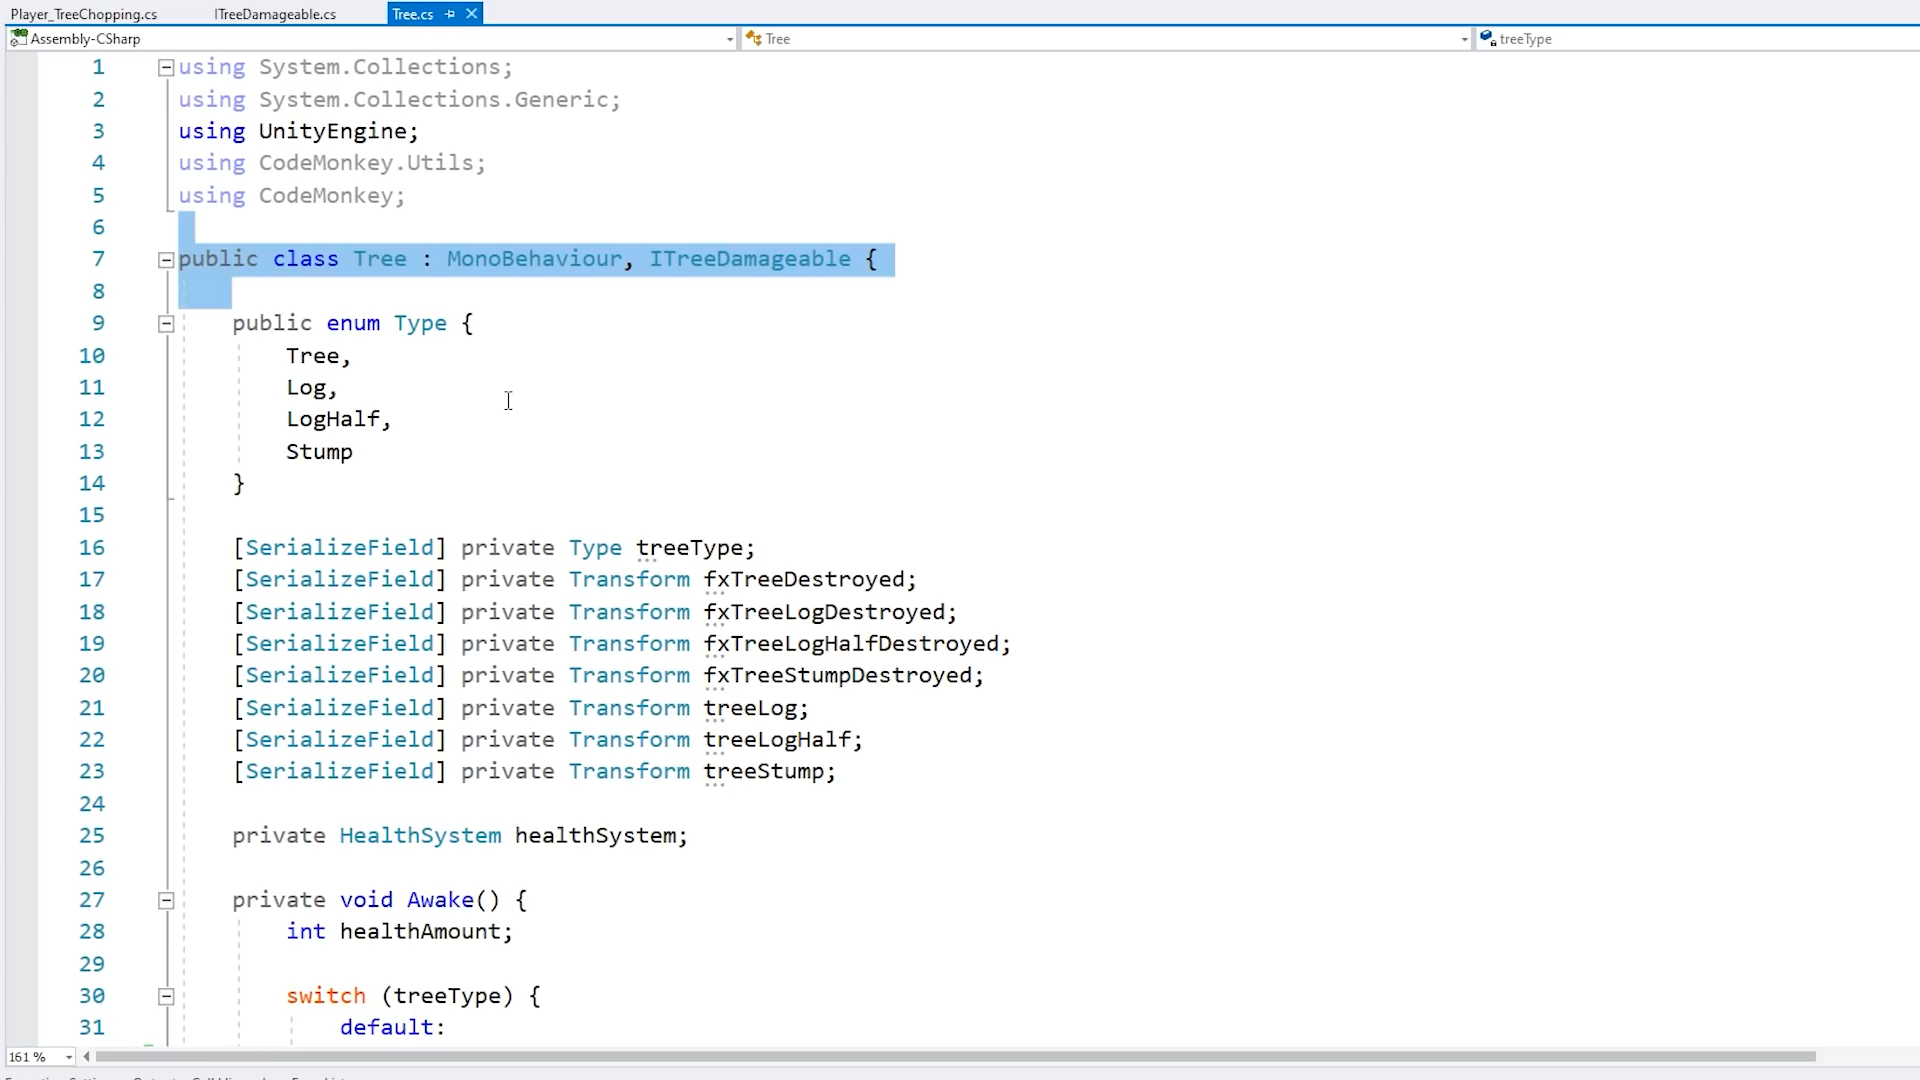 Player_TreeChopping.cs ITreeDamageable.cs Tree.cs
Assembly-CSharp Tree treeType
1 using System.Collections;
2 using System.Collections.Generic;
3 using UnityEngine;
4 using CodeMonkey.Utils;
5 using CodeMonkey;
6
7 public class Tree : MonoBehaviour, ITreeDamageable {
8
9 public enum Type {
10 Tree,
11 Log,
12 LogHalf,
13 Stump
14 }
15
16 [SerializeField] private Type treeType;
17 [SerializeField] private Transform fxTreeDestroyed;
18 [SerializeField] private Transform fxTreeLogDestroyed;
19 [SerializeField] private Transform fxTreeLogHalfDestroyed;
20 [SerializeField] private Transform fxTreeStumpDestroyed;
21 [SerializeField] private Transform treeLog;
22 [SerializeField] private Transform treeLogHalf;
23 [SerializeField] private Transform treeStump;
24
25 private HealthSystem healthSystem;
26
27 private void Awake() {
28 int healthAmount;
29
30 switch (treeType) {
31 default:
161 %